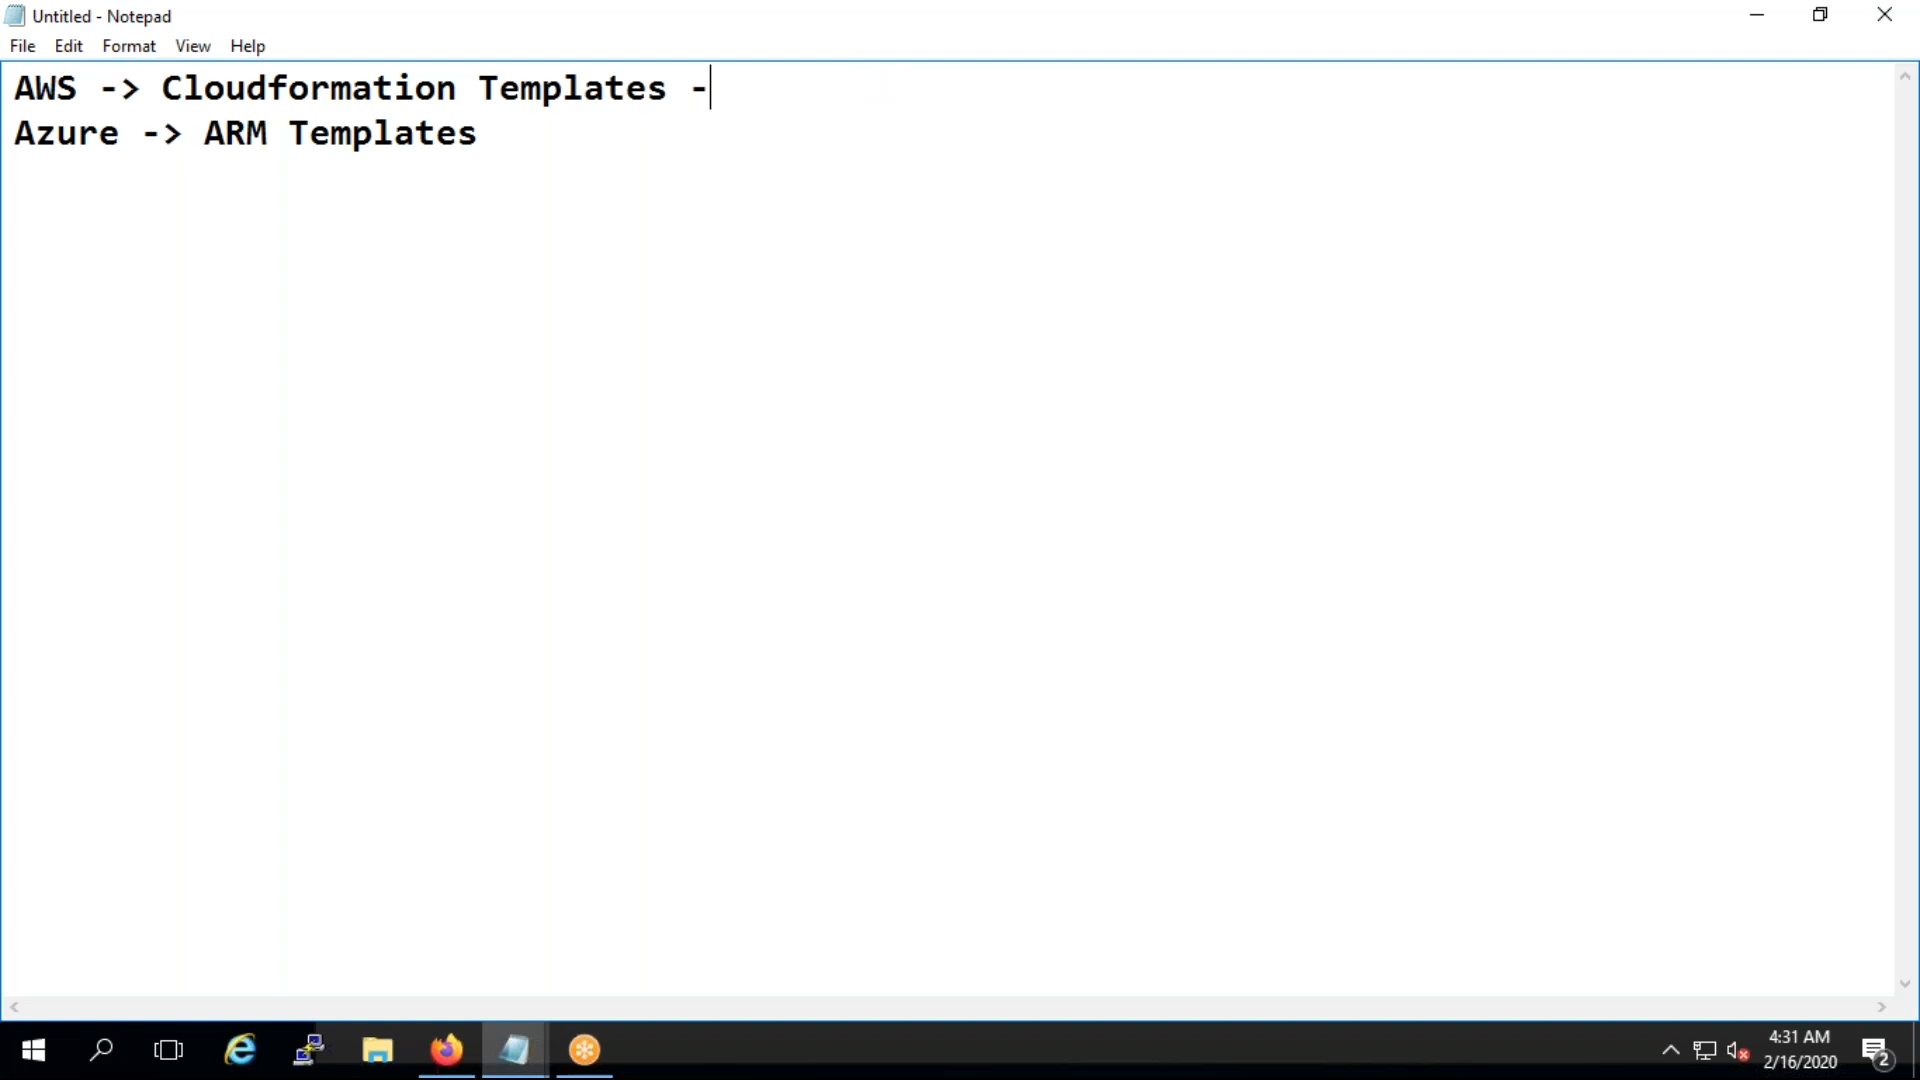 Untitled - Notepad
File Edit Format View Help
AWS -> Cloudformation Templates -
Azure -> ARM Templates
4:31 AM
2/16/2020
2